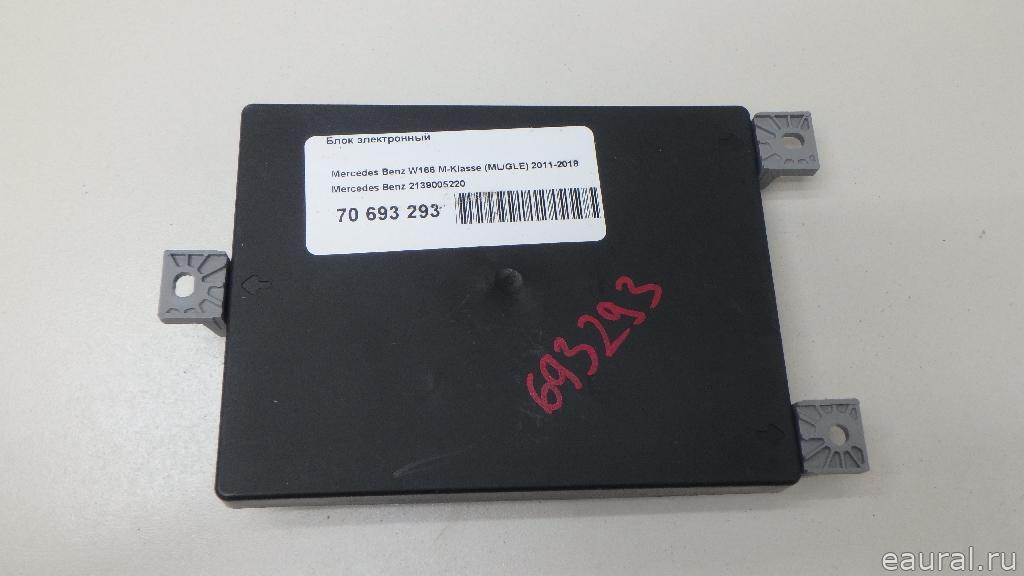 Блок электронный
Mercedes Benz W166 M-Klasse (ML/GLE) 2011-2018
Mercedes Benz 2139005220
70 693 293
693293
eaural.ru